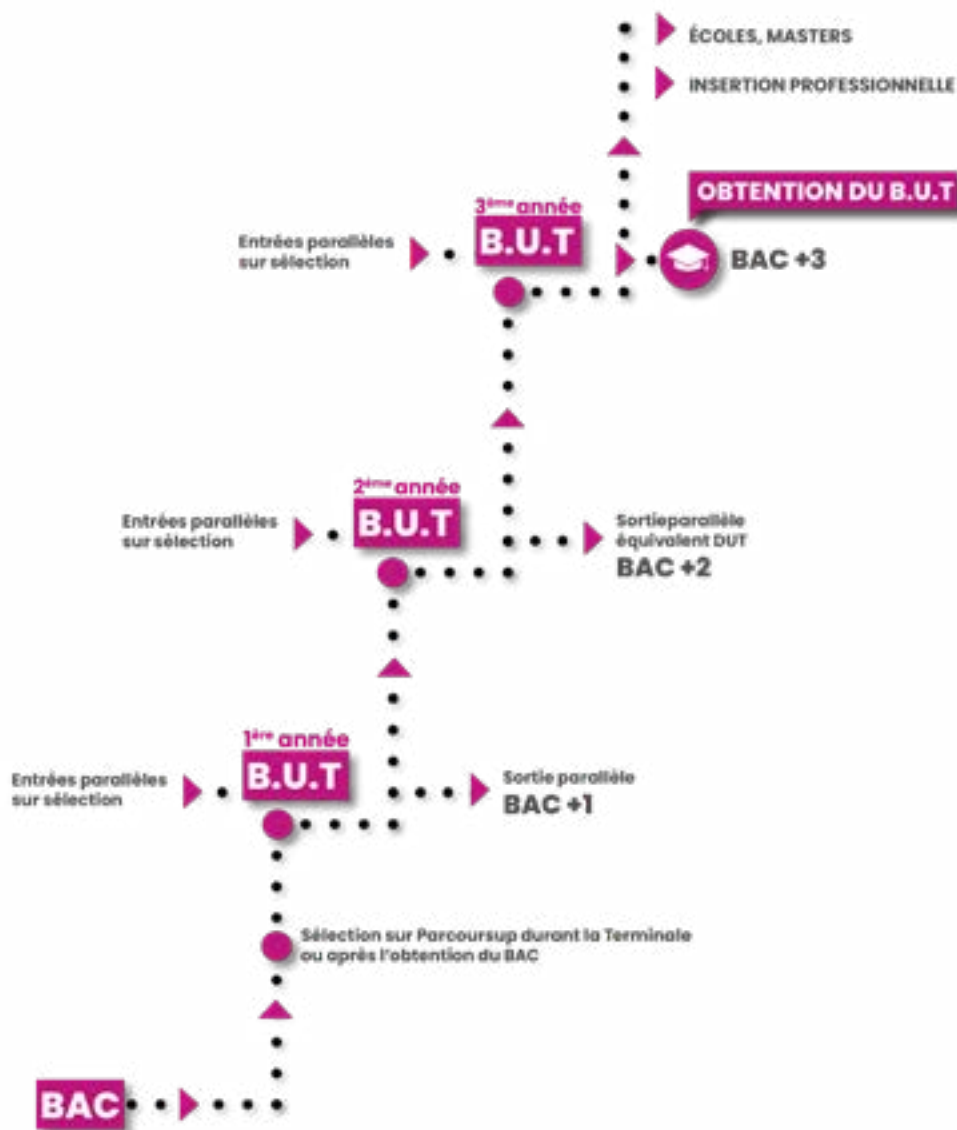 ÉCOLES, MASTERS
INSERTION PROFESSIONNELLE
OBTENTION DU B.U.T
3ème année
B.U.T
Entrées parallèles
sur sélection
BAC +3
2ème année
B.U.T
Entrées parallèles
sur sélection
Sortieparallèle
équivalent DUT
BAC +2
1ère année
B.U.T
Entrées parallèles
sur sélection
Sortie parallèle
BAC +1
Sélection sur Parcoursup durant la Terminale
ou après l'obtention du BAC
BAC